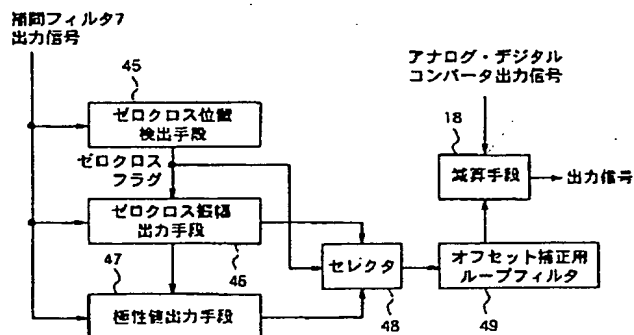 補間フィルタ7
出力信号
45
ゼロクロス位置
検出手段
ゼロクロス
フラグ
ゼロクロス振幅
出力手段
46
47
極性値出力手段
セレクタ
48
アナログ・デジタル
コンバータ出力信号
18
減算手段
出力信号
オフセット補正用
ループフィルタ
49